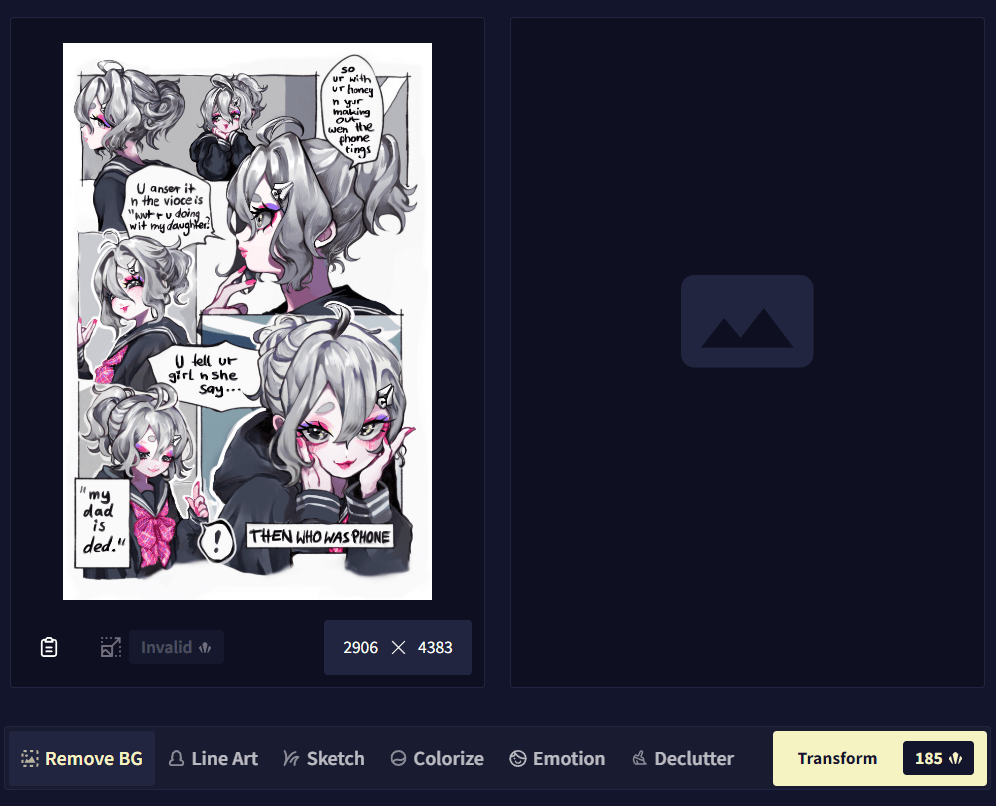 so
ur with
ur honey
n yur
making
out
wen the
phone
tings
U anser it
n the vioce is
"wut r u doing
wit my daughter?
U tell ur
girl n she
say...
"my
dad
is
ded."
!
THEN WHO WAS PHONE
Invalid
2906 × 4383
Remove BG
Line Art
Sketch
Colorize
Emotion
Declutter
Transform
185